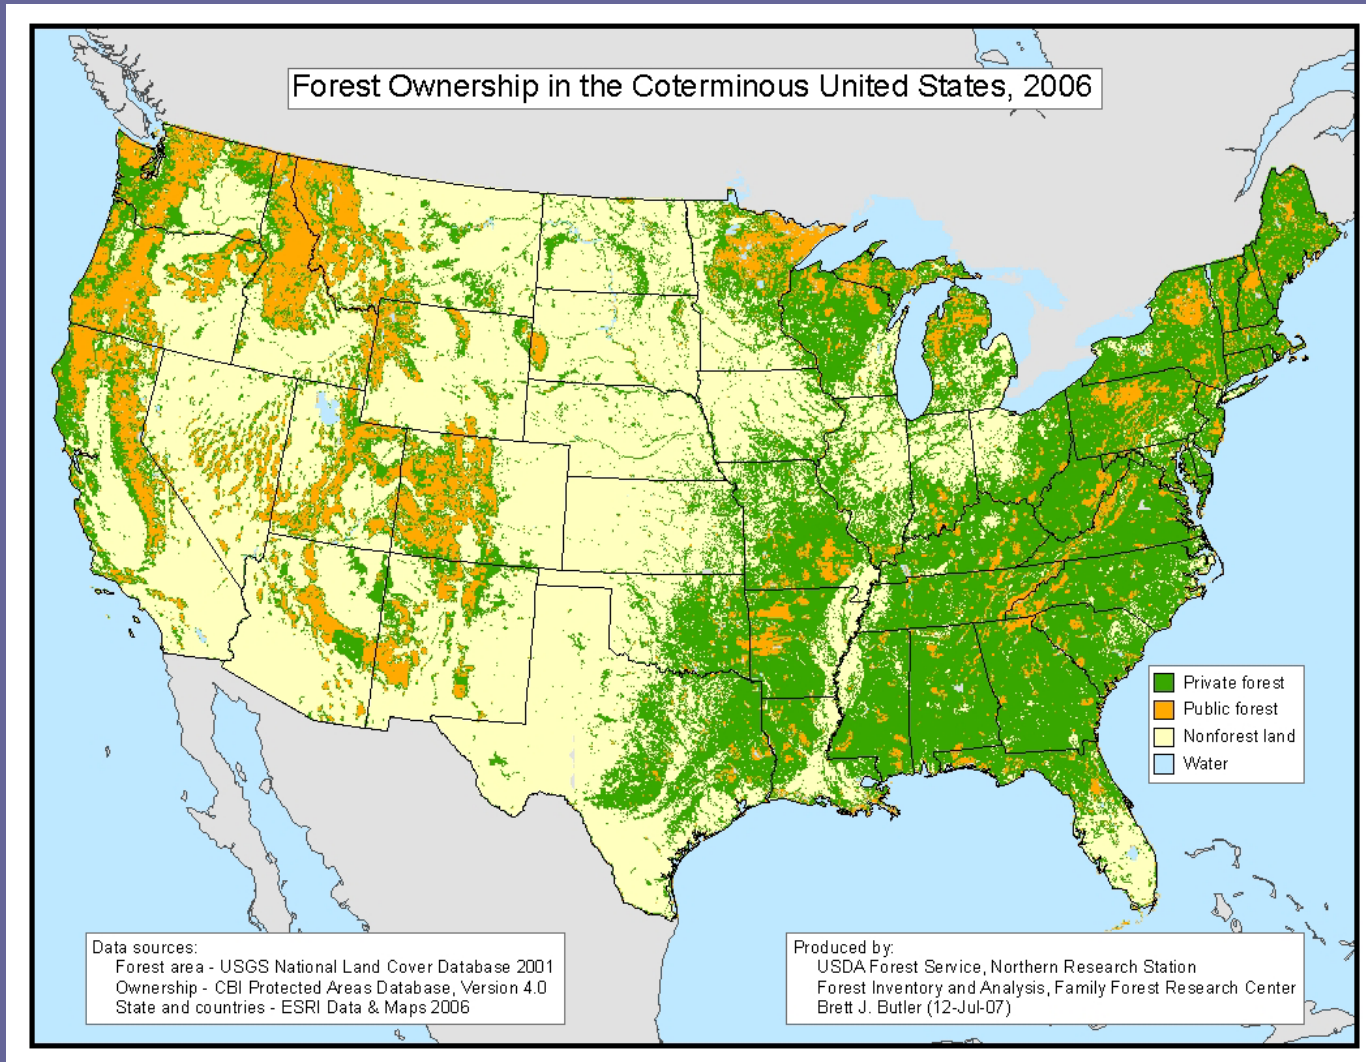 Forest Ownership in the Coterminous United States, 2006
Private forest
Public forest
Nonforest land
Water
Data sources:
Forest area - USGS National Land Cover Database 2001
Ownership - CBI Protected Areas Database, Version 4.0
State and countries - ESRI Data & Maps 2006
Produced by:
USDA Forest Service, Northern Research Station
Forest Inventory and Analysis, Family Forest Research Center
Brett J. Butler (12-Jul-07)